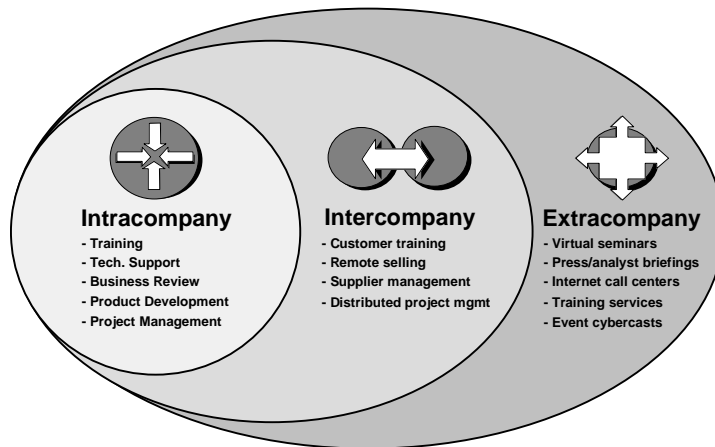 Intracompany
- Training
- Tech. Support
- Business Review
- Product Development
- Project Management
Intercompany
- Customer training
- Remote selling
- Supplier management
- Distributed project mgmt
Extracompany
- Virtual seminars
- Press/analyst briefings
- Internet call centers
- Training services
- Event cybercasts